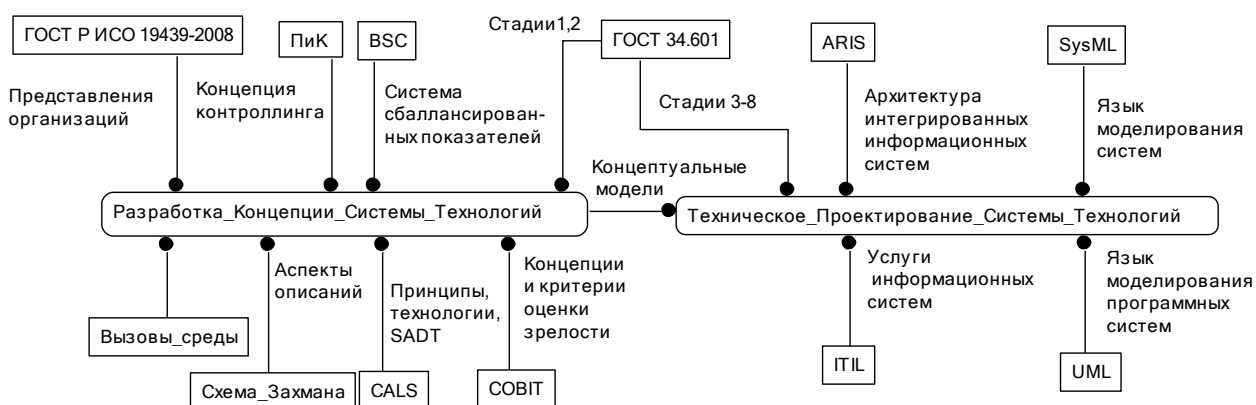 ГОСТ Р ИСО 19439-2008
ПиК
BSC
Стадии1,2
ГОСТ 34.601
ARIS
SysML
Представления
организаций
Концепция
контроллинга
Система
сбаллансирован-
ных показателей
Стадии 3-8
Архитектура
интегрированных
информационных
систем
Язык
моделирования
систем
Концептуальные
модели
Разработка_Концепции_Системы_Технологий
Техническое_Проектирование_Системы_Технологий
Аспекты
описаний
Принципы,
технологии,
SADT
Концепции
и критерии
оценки
зрелости
Услуги
информационных
систем
Язык
моделирования
программных
систем
Вызовы_среды
Схема_Захмана
CALS
COBIT
ITIL
UML